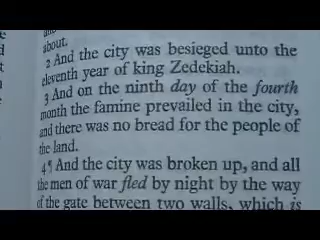 about.
2 And the city was besieged unto the
eleventh year of king Zedekiah.
3 And on the ninth day of the fourth
month the famine prevailed in the city,
and there was no bread for the people of
the land.
4¶ And the city was broken up, and all
the men of war fled by night by the way
of the gate between two walls, which is